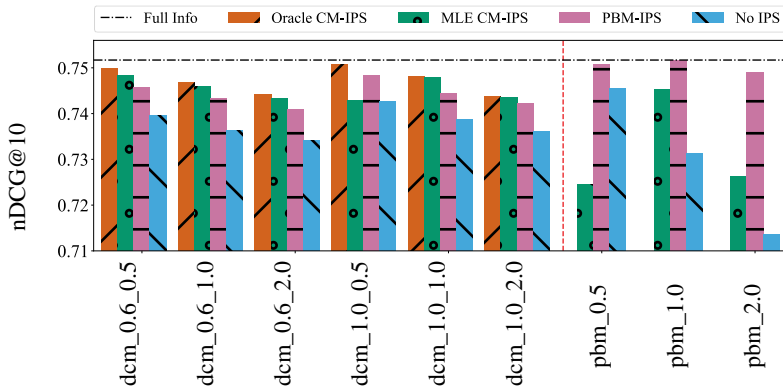 Full Info Oracle CM-IPS MLE CM-IPS PBM-IPS No IPS
nDCG@10
0.75
0.74
0.73
0.72
0.71
dcm_0.6_0.5
dcm_0.6_1.0
dcm_0.6_2.0
dcm_1.0_0.5
dcm_1.0_1.0
dcm_1.0_2.0
pbm_0.5
pbm_1.0
pbm_2.0